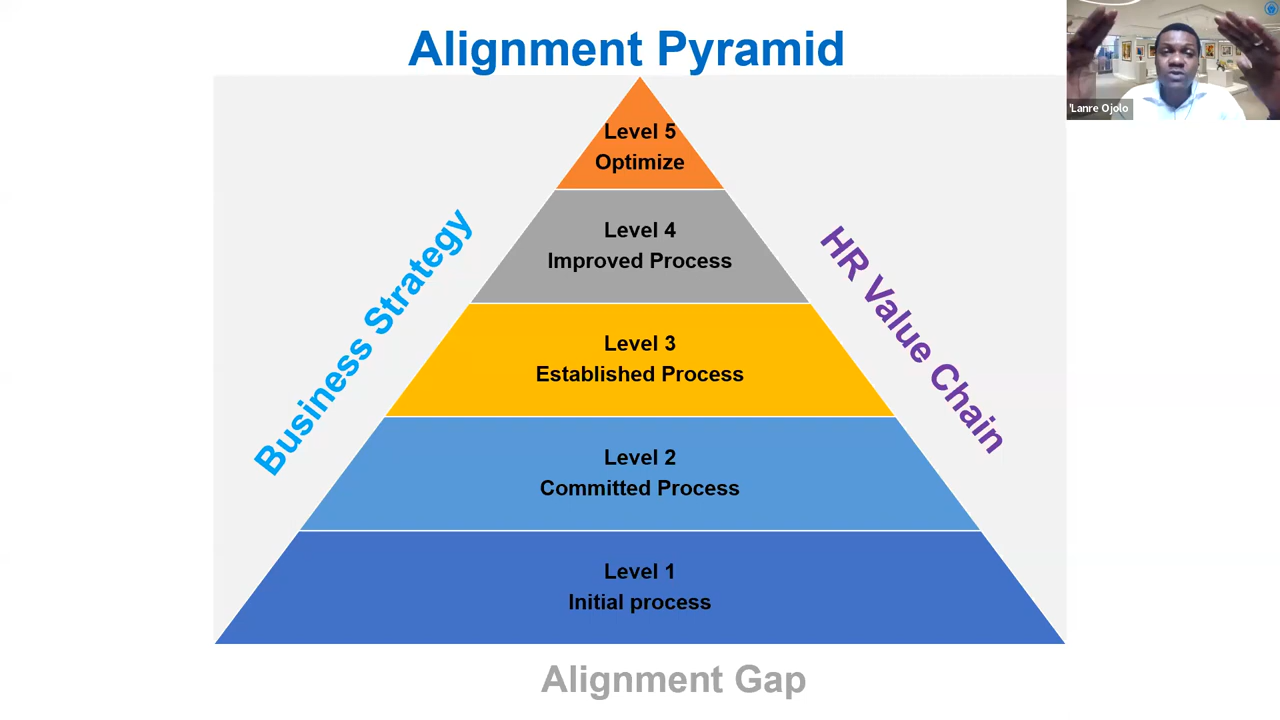 Alignment Pyramid
'Lanre Ojolo
Level 5
Optimize
Level 4
Improved Process
Business Strategy
HR Value Chain
Level 3
Established Process
Level 2
Committed Process
Level 1
Initial process
Alignment Gap